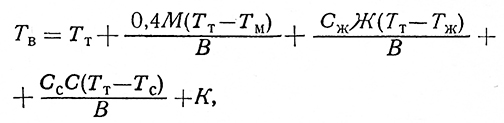 Tв = Tт + 0,4M(Tт−Tм)/B + CжЖ(Tт−Tж)/B +
+ CсC(Tт−Tс)/B + K,